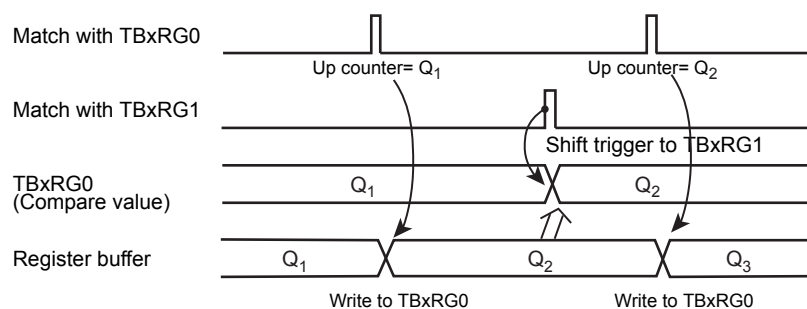 Match with TBxRG0
Up counter= Q1 Up counter= Q2
Match with TBxRG1
Shift trigger to TBxRG1
TBxRG0
(Compare value)
Q1 Q2
Register buffer
Q1 Q2 Q3
Write to TBxRG0 Write to TBxRG0